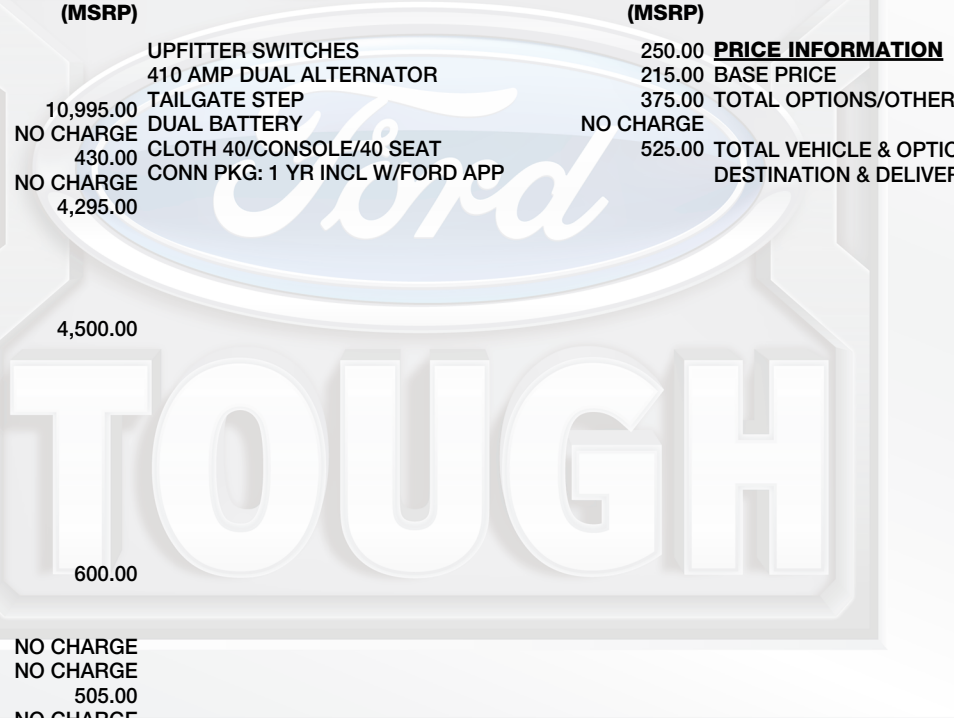 (MSRP)
10,995.00
NO CHARGE
430.00
NO CHARGE
4,295.00
4,500.00
600.00
NO CHARGE
NO CHARGE
505.00
NO CHARGE
(MSRP)
UPFITTER SWITCHES 250.00
410 AMP DUAL ALTERNATOR 215.00
TAILGATE STEP 375.00
DUAL BATTERY NO CHARGE
CLOTH 40/CONSOLE/40 SEAT 525.00
CONN PKG: 1 YR INCL W/FORD APP
PRICE INFORMATION
BASE PRICE
TOTAL OPTIONS/OTHER
TOTAL VEHICLE &
DESTINATION &
Ford
TOUGH